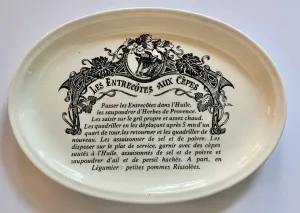 Les Entrecôtes aux Cèpes
Passer les Entrecôtes dans l'Huile,
les saupoudrer d'Herbes de Provence.
Les saisir sur le gril propre et assez chaud.
Les quadriller en les déplaçant après 5 mn d'un
quart de tour, les retourner et les quadriller de
nouveau. Les assaisonner de sel et de poivre. Les
disposer sur le plat de service, garnir avec des cèpes
sautés à l'Huile, assaisonnés de sel et de poivre et
saupoudrer d'ail et de persil hachés. A part, en
Légumier : petites pommes Rissolées.